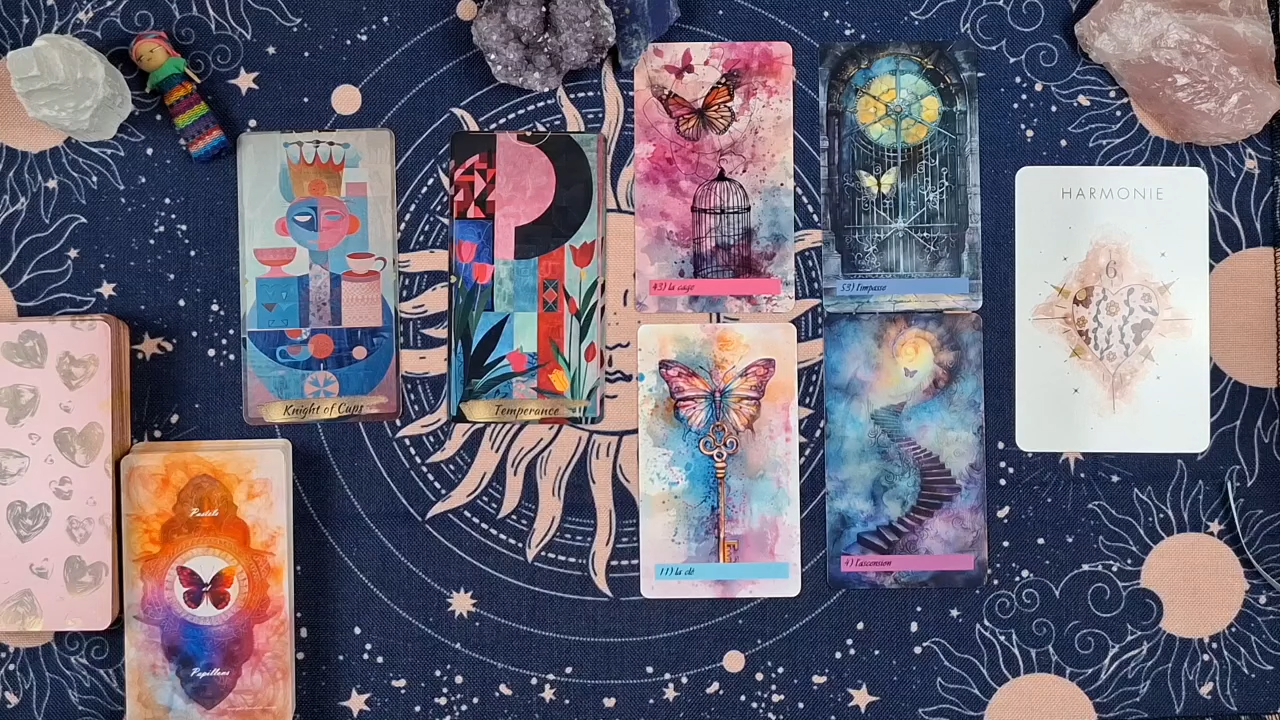 Knight of Cups
Temperance
43) la cage
53) l'impasse
11) la clé
4) l'ascension
HARMONIE
6
Pastels
Papillons